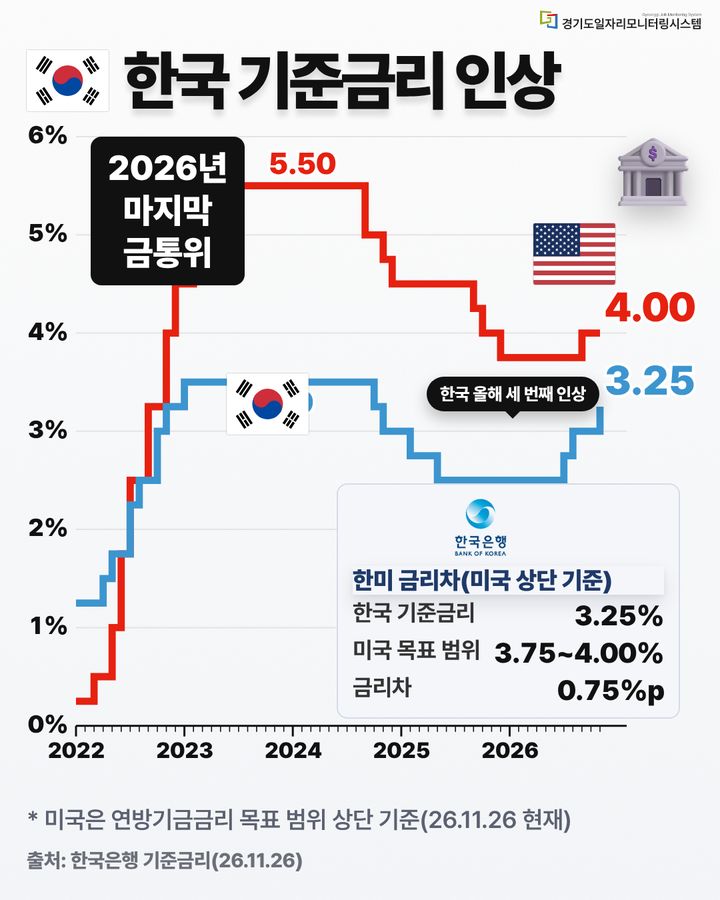 경기도일자리모니터링시스템
한국 기준금리 인상
6%
2026년
마지막
금통위
5.50
5%
4.00
4%
3.25
한국 올해 세 번째 인상
3%
한국은행
BANK OF KOREA
2%
한미 금리차(미국 상단 기준)
한국 기준금리 3.25%
미국 목표 범위 3.75~4.00%
금리차 0.75%p
1%
0%
2022 2023 2024 2025 2026
* 미국은 연방기금금리 목표 범위 상단 기준(26.11.26 현재)
출처: 한국은행 기준금리(26.11.26)